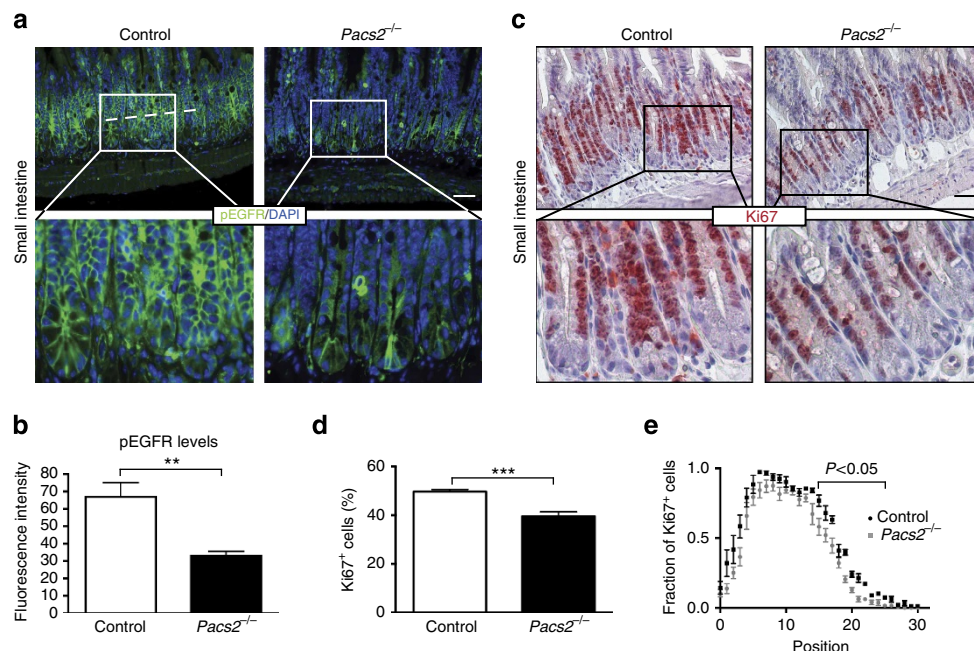 a
Control
Pacs2–/–
Small intestine
pEGFR/DAPI
b
pEGFR levels
Fluorescence intensity
80
70
60
50
40
30
20
10
0
**
Control
Pacs2–/–
c
Control
Pacs2–/–
Small intestine
Ki67
d
Ki67+ cells (%)
60
40
20
0
***
Control
Pacs2–/–
e
Fraction of Ki67+ cells
1.0
0.5
0.0
P<0.05
Control
Pacs2–/–
0
10
20
30
Position